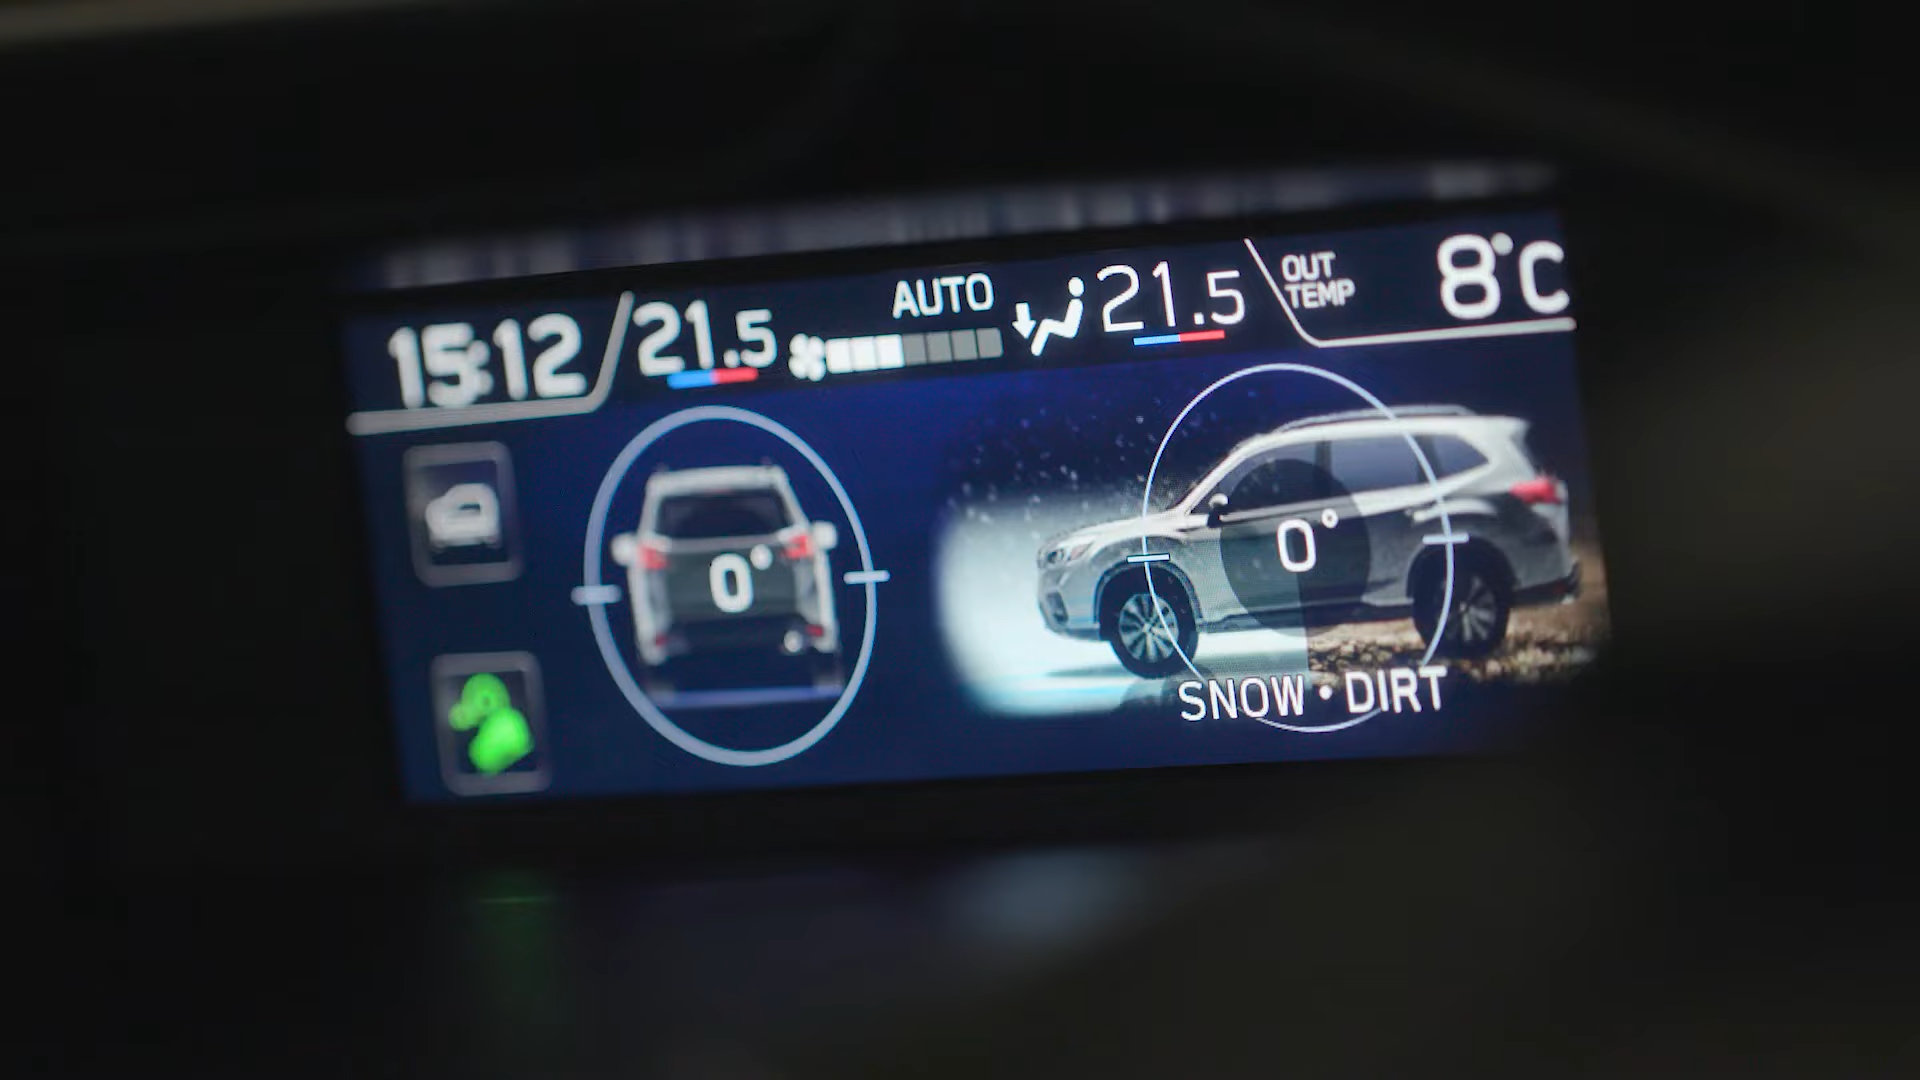 15:12
21.5
AUTO
21.5
OUT
TEMP
8°C
0°
0°
SNOW • DIRT